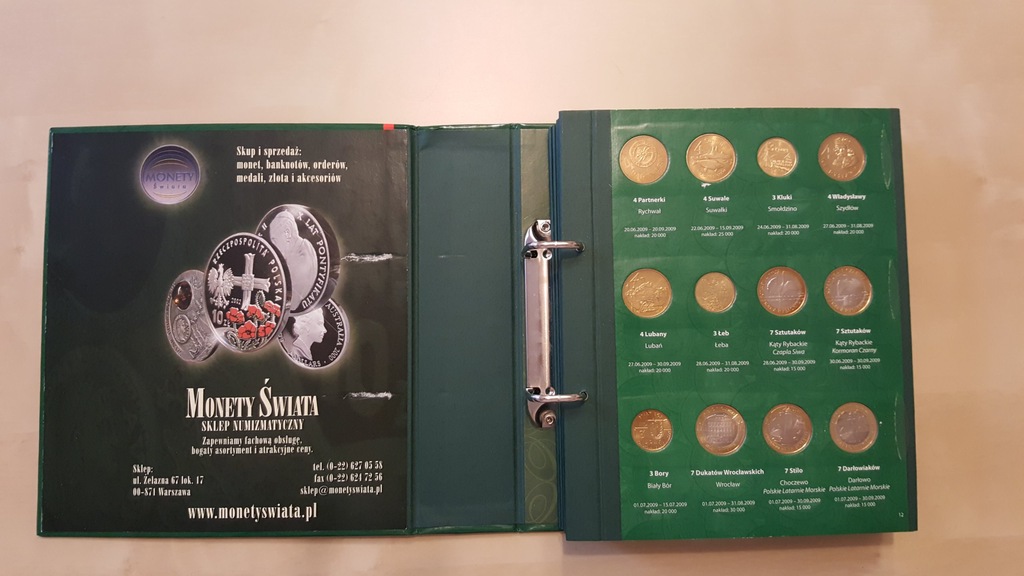 MONETY
Świata
Skup i sprzedaż:
monet, banknotów, orderów,
medali, złota i akcesoriów
RZECZPOSPOLITA POLSKA
10
LAT PONTYFIKATU
AUSTRALIA
MONETY ŚWIATA
SKLEP NUMIZMATYCZNY
Zapewniamy fachową obsługę,
bogaty asortyment i atrakcyjne ceny.
Sklep:
ul. Żelazna 67 lok. 17
00-871 Warszawa
tel. (0-22) 627 05 58
fax (0-22) 624 72 56
sklep@monetyswiata.pl
www.monetyswiata.pl
4 Partnerki
Rychwał
20.06.2009 – 20.09.2009
nakład: 20 000
4 Suwale
Suwałki
22.06.2009 – 15.09.2009
nakład: 25 000
3 Kluki
Smołdzino
24.06.2009 – 31.08.2009
nakład: 20 000
4 Władysławy
Szydłów
27.06.2009 – 31.08.2009
nakład: 20 000
4 Lubany
Lubań
27.06.2009 – 30.09.2009
nakład: 20 000
3 Łeb
Łeba
28.06.2009 – 31.08.2009
nakład: 20 000
7 Sztutaków
Kąty Rybackie
Czapla Siwa
28.06.2009 – 30.09.2009
nakład: 15 000
7 Sztutaków
Kąty Rybackie
Kormoran Czarny
30.06.2009 – 30.09.2009
nakład: 15 000
3 Bory
Biały Bór
01.07.2009 – 15.07.2009
nakład: 20 000
7 Dukatów Wrocławskich
Wrocław
01.07.2009 – 31.08.2009
nakład: 30 000
7 Stilo
Choczewo
Polskie Latarnie Morskie
01.07.2009 – 30.09.2009
nakład: 15 000
7 Darłowiaków
Darłowo
Polskie Latarnie Morskie
01.07.2009 – 30.09.2009
nakład: 15 000
12